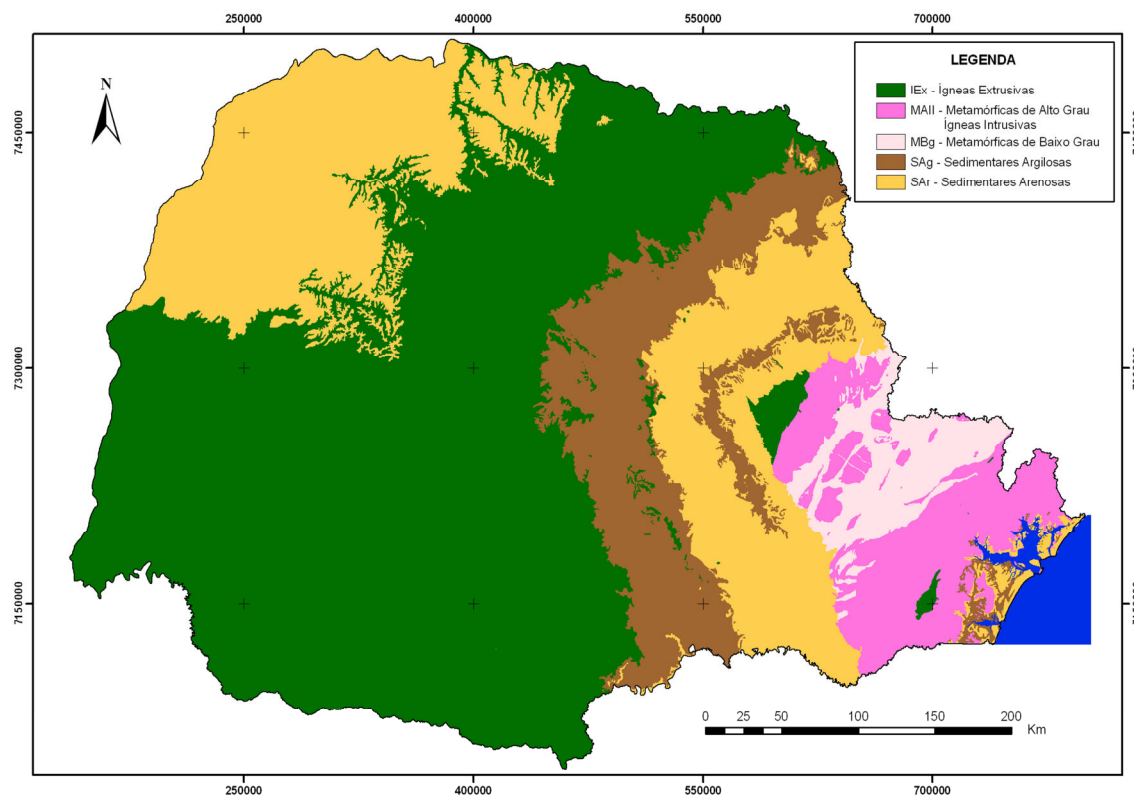 250000 400000 550000 700000
N
LEGENDA
IEx - Ígneas Extrusivas
MAII - Metamórficas de Alto Grau
Ígneas Intrusivas
MBg - Metamórficas de Baixo Grau
SAg - Sedimentares Argilosas
SAr - Sedimentares Arenosas
7450000
7300000
7150000
0 25 50 100 150 200
Km
250000 400000 550000 700000